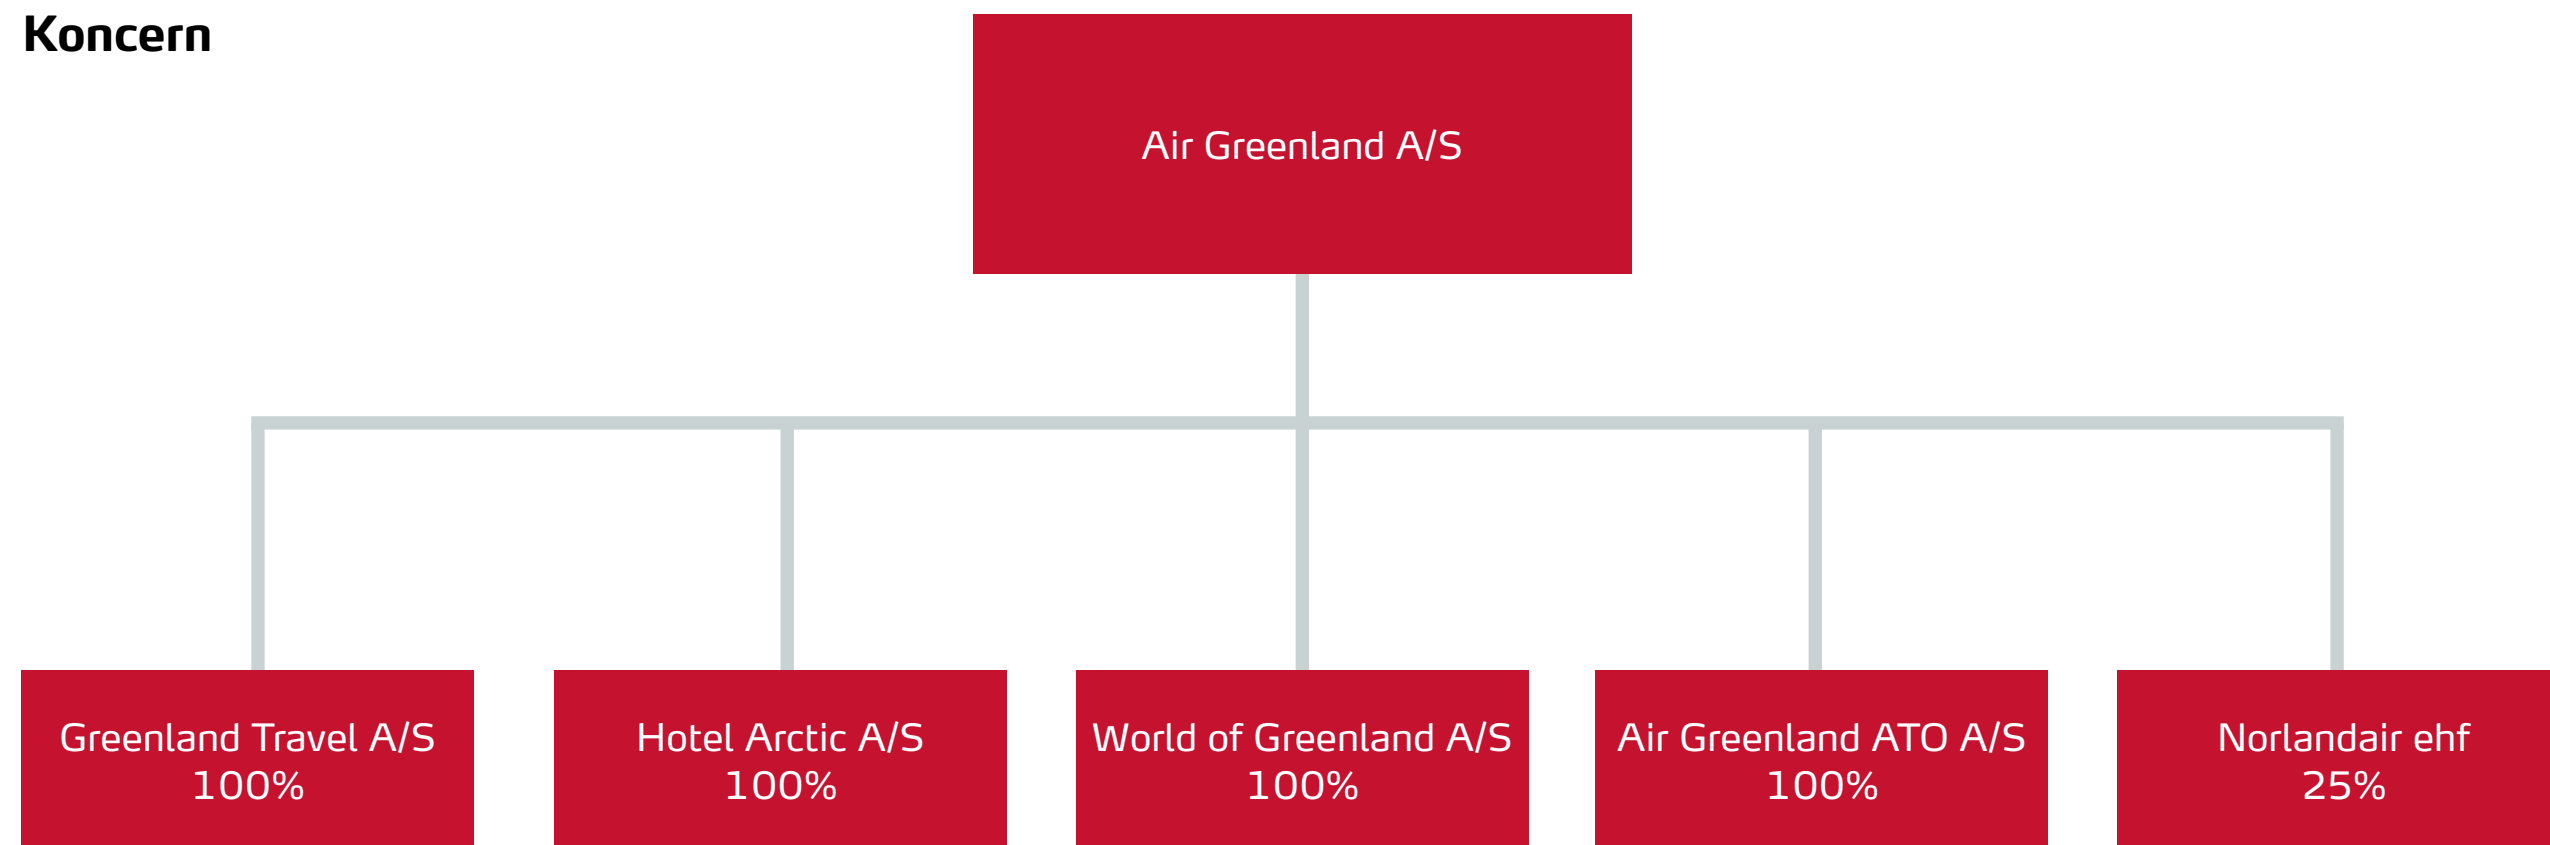 Koncern
Air Greenland A/S
Greenland Travel A/S
100%
Hotel Arctic A/S
100%
World of Greenland A/S
100%
Air Greenland ATO A/S
100%
Norlandair ehf
25%